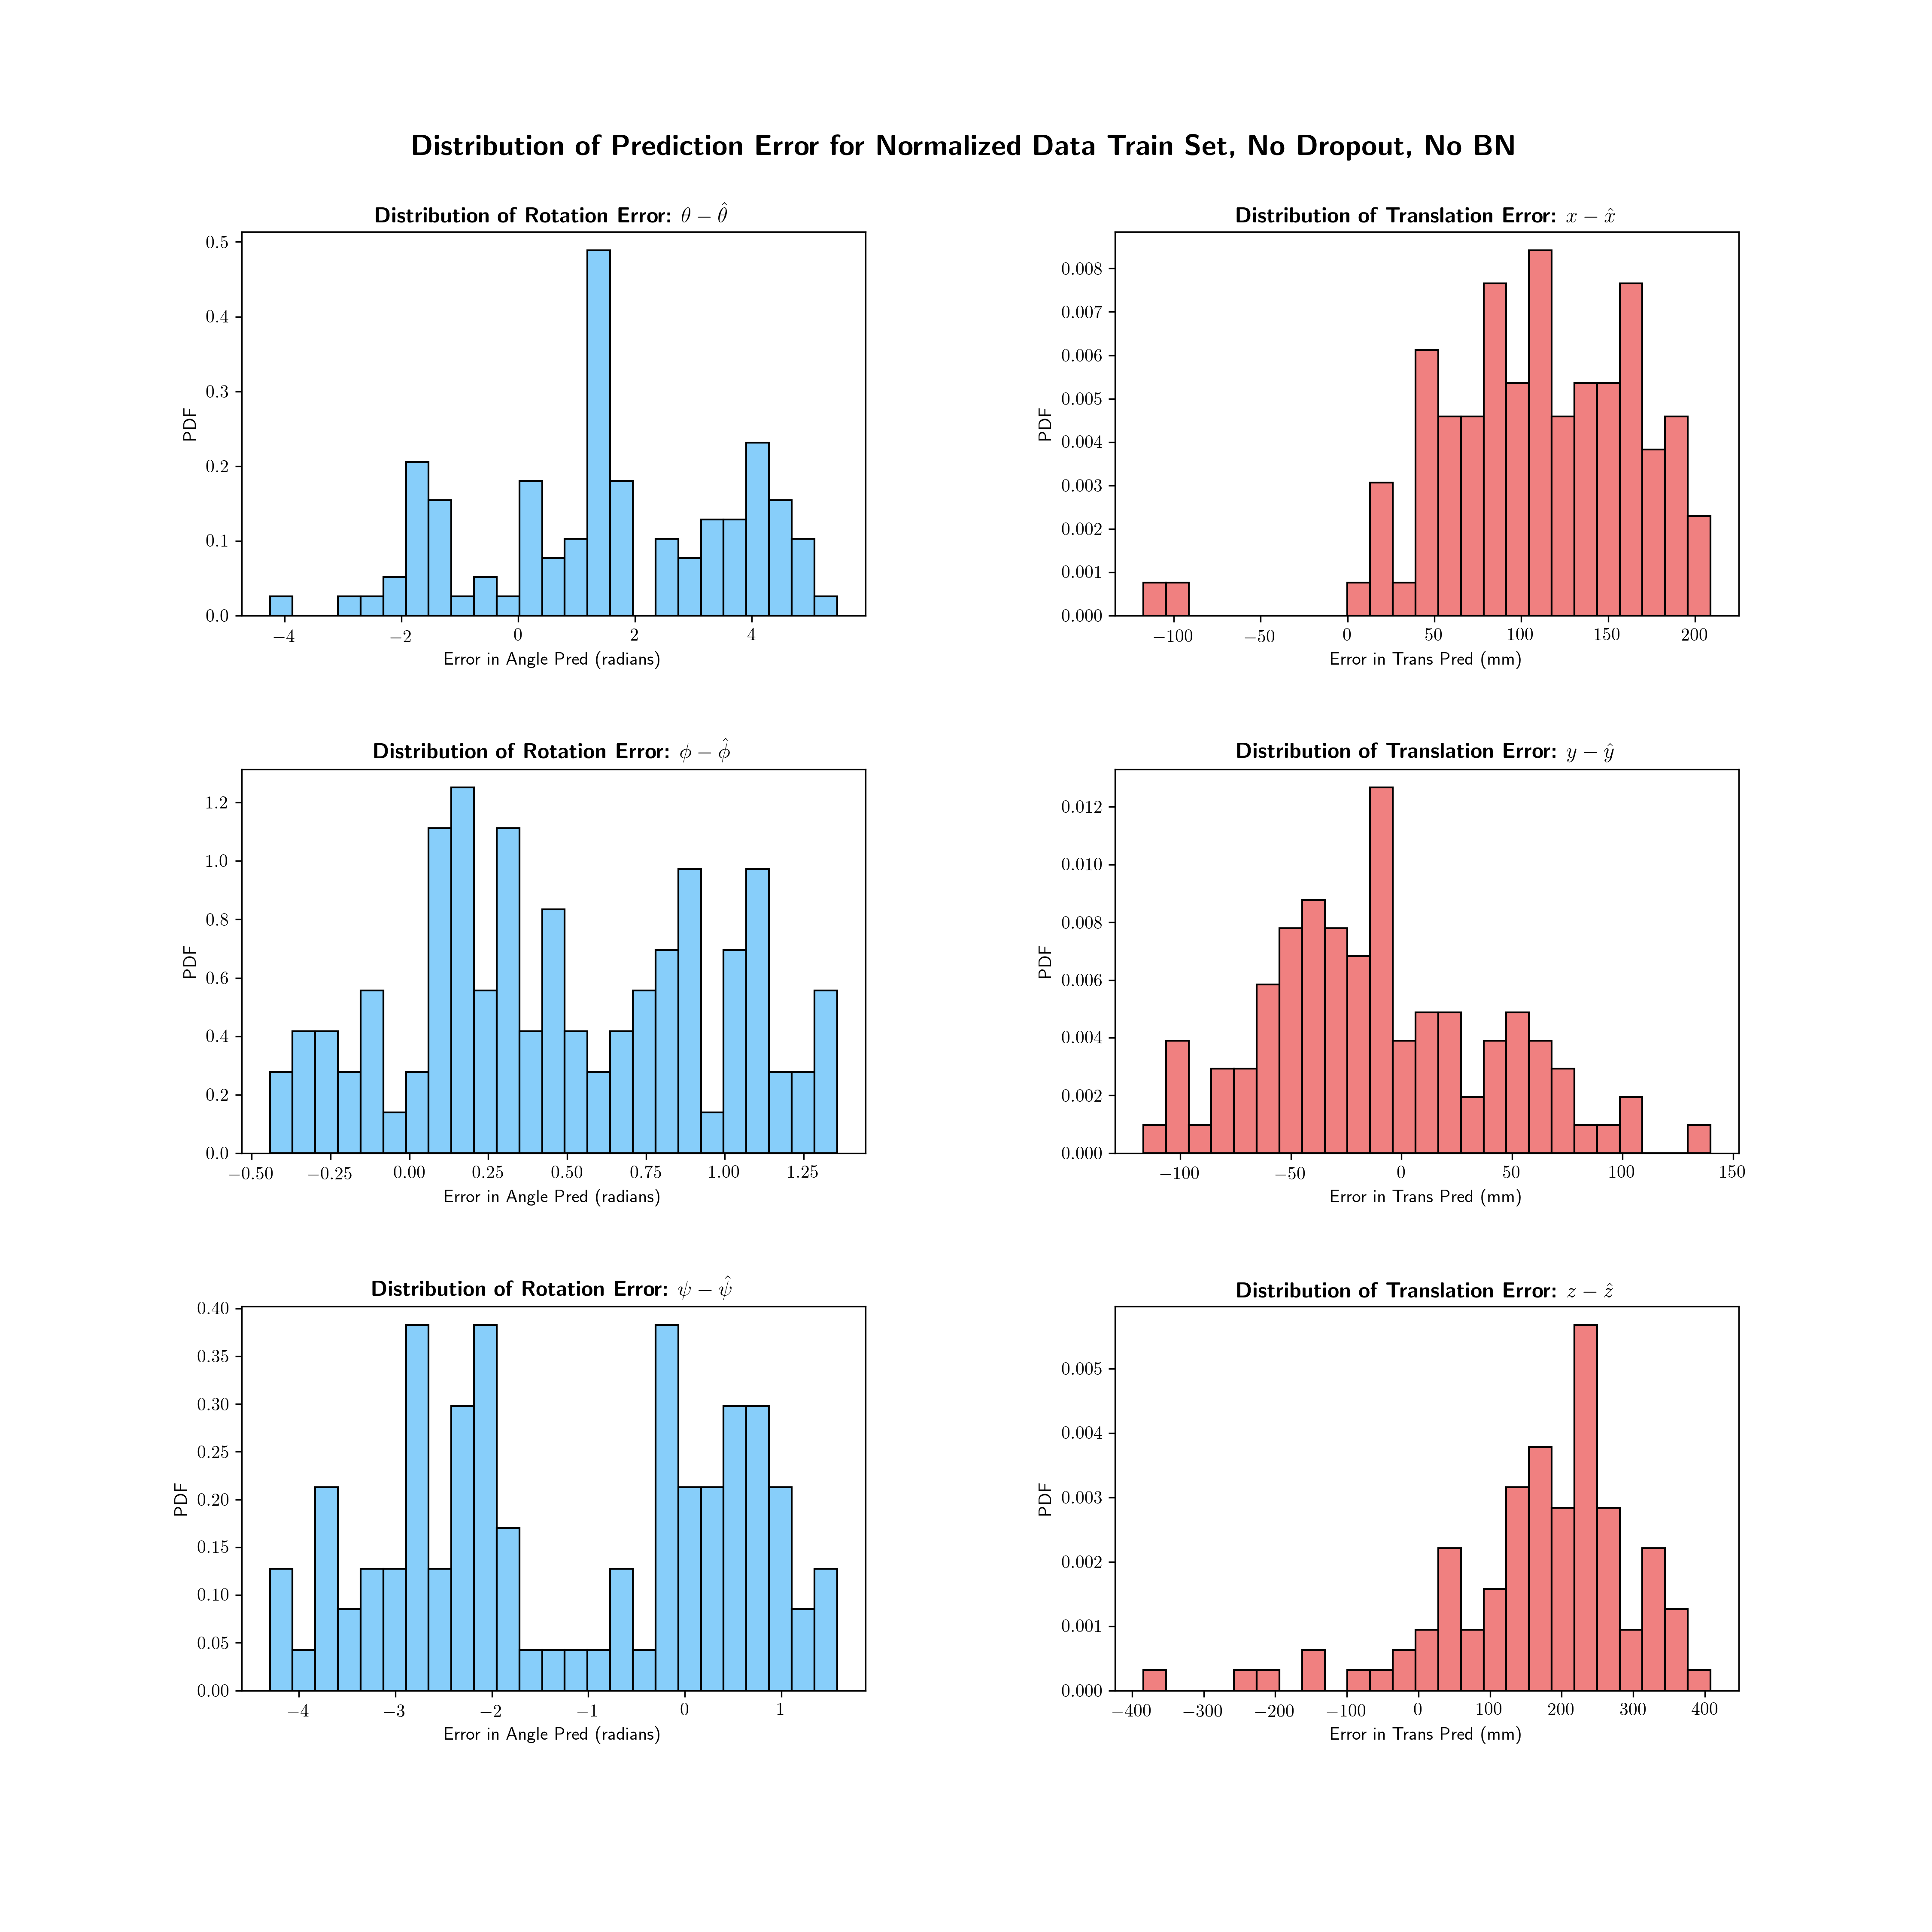 Distribution of Prediction Error for Normalized Data Train Set, No Dropout, No BN
Distribution of Rotation Error: θ − θ̂
0.5
0.4
0.3
0.2
0.1
0.0
PDF
−4 −2 0 2 4
Error in Angle Pred (radians)
Distribution of Translation Error: x − x̂
0.008
0.007
0.006
0.005
0.004
0.003
0.002
0.001
0.000
PDF
−100 −50 0 50 100 150 200
Error in Trans Pred (mm)
Distribution of Rotation Error: ϕ − ϕ̂
1.2
1.0
0.8
0.6
0.4
0.2
0.0
PDF
−0.50 −0.25 0.00 0.25 0.50 0.75 1.00 1.25
Error in Angle Pred (radians)
Distribution of Translation Error: y − ŷ
0.012
0.010
0.008
0.006
0.004
0.002
0.000
PDF
−100 −50 0 50 100 150
Error in Trans Pred (mm)
Distribution of Rotation Error: ψ − ψ̂
0.40
0.35
0.30
0.25
0.20
0.15
0.10
0.05
0.00
PDF
−4 −3 −2 −1 0 1
Error in Angle Pred (radians)
Distribution of Translation Error: z − ẑ
0.005
0.004
0.003
0.002
0.001
0.000
PDF
−400 −300 −200 −100 0 100 200 300 400
Error in Trans Pred (mm)